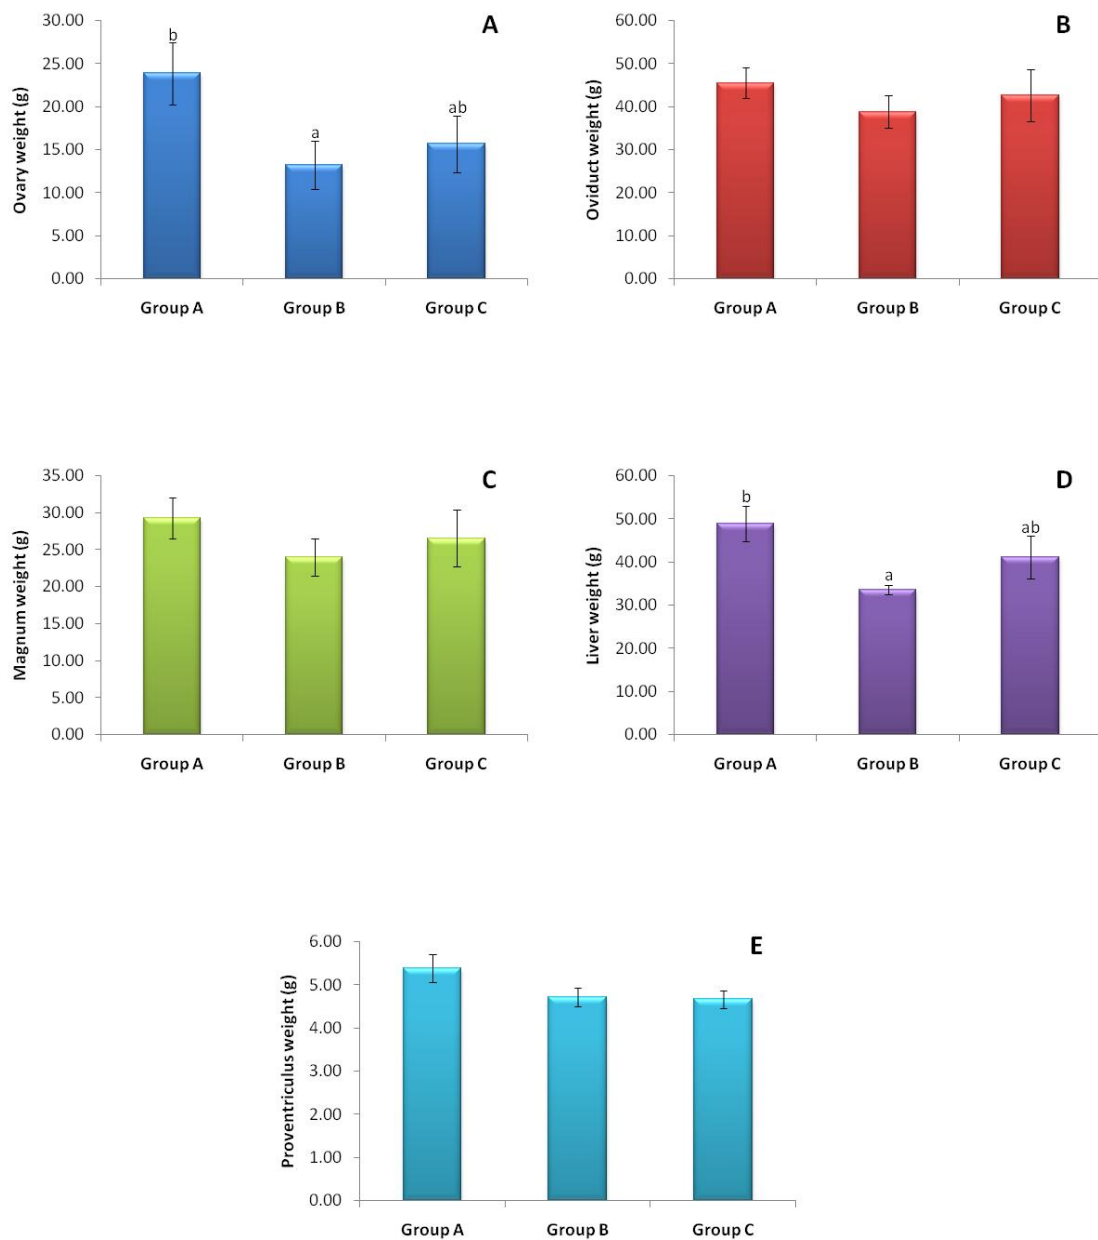 A
Ovary weight (g)
30.00
25.00
20.00
15.00
10.00
5.00
0.00
b
a
ab
Group A
Group B
Group C
B
Oviduct weight (g)
60.00
50.00
40.00
30.00
20.00
10.00
0.00
Group A
Group B
Group C
C
Magnum weight (g)
35.00
30.00
25.00
20.00
15.00
10.00
5.00
0.00
Group A
Group B
Group C
D
Liver weight (g)
60.00
50.00
40.00
30.00
20.00
10.00
0.00
b
a
ab
Group A
Group B
Group C
E
Proventriculus weight (g)
6.00
5.00
4.00
3.00
2.00
1.00
0.00
Group A
Group B
Group C